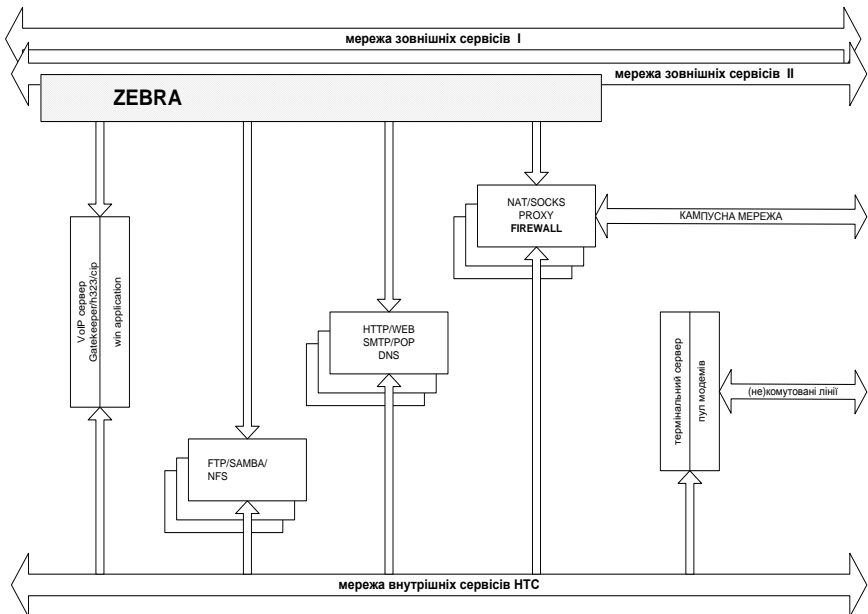 мережа зовнішніх сервісів I
мережа зовнішніх сервісів II
ZEBRA
NAT/SOCKS
PROXY
FIREWALL
КАМПУСНА МЕРЕЖА
VoIP сервер
Gatekeeper/h323/cip
win application
HTTP/WEB
SMTP/POP
DNS
термінальний сервер
пул модемів
(не)комутовані лінії
FTP/SAMBA/
NFS
мережа внутрішніх сервісів НТС